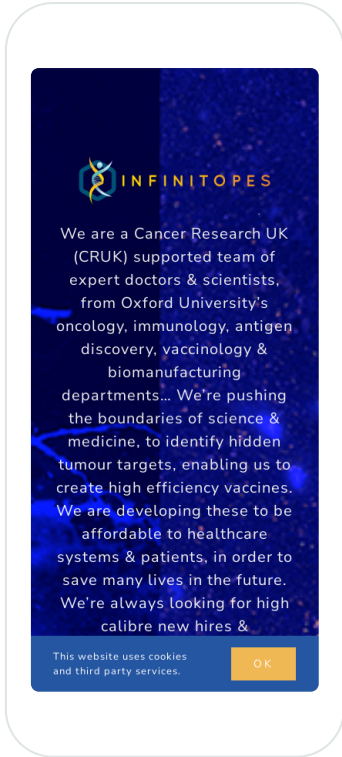 INFINITOPES
We are a Cancer Research UK
(CRUK) supported team of
expert doctors & scientists,
from Oxford University's
oncology, immunology, antigen
discovery, vaccinology &
biomanufacturing
departments... We're pushing
the boundaries of science &
medicine, to identify hidden
tumour targets, enabling us to
create high efficiency vaccines.
We are developing these to be
affordable to healthcare
systems & patients, in order to
save many lives in the future.
We're always looking for high
calibre new hires &
This website uses cookies
and third party services.
OK